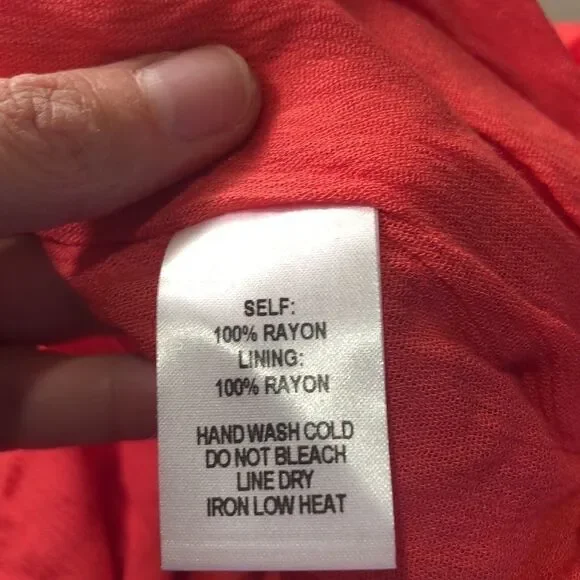 SELF:
100% RAYON
LINING:
100% RAYON
HAND WASH COLD
DO NOT BLEACH
LINE DRY
IRON LOW HEAT